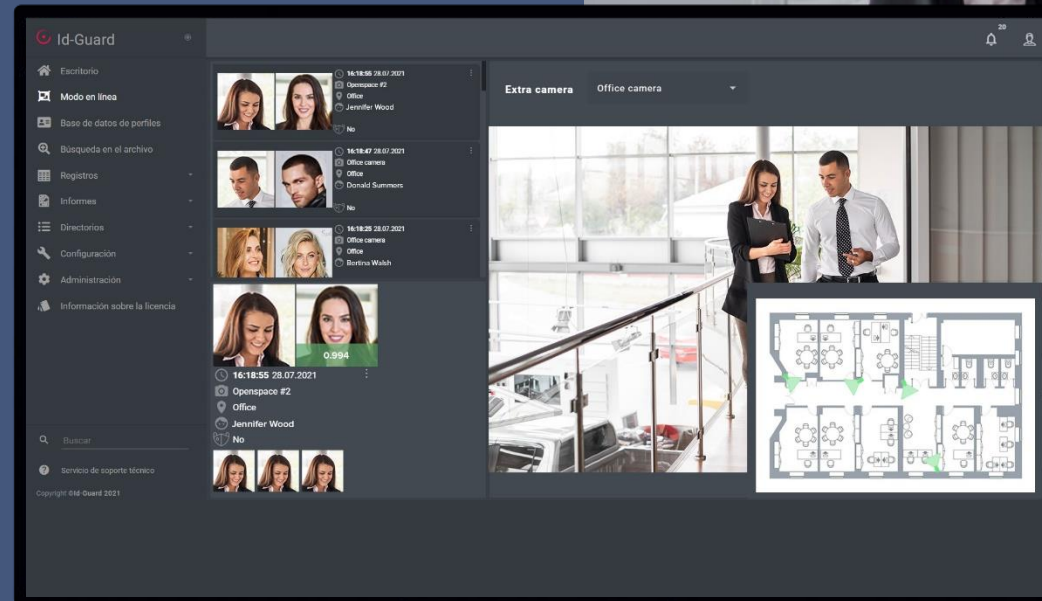 Id-Guard
20
Escritorio
Modo en línea
Base de datos de perfiles
Búsqueda en el archivo
Registros
Informes
Directorios
Configuración
Administración
Información sobre la licencia
Buscar
Servicio de soporte técnico
Copyright ©Id-Guard 2021
16:18:55 28.07.2021
Openspace #2
Office
Jennifer Wood
No
16:18:47 28.07.2021
Office camera
Office
Donald Summors
No
16:18:25 28.07.2021
Office camera
Office
Bertina Walsh
0.994
16:18:55 28.07.2021
Openspace #2
Office
Jennifer Wood
No
Extra camera
Office camera